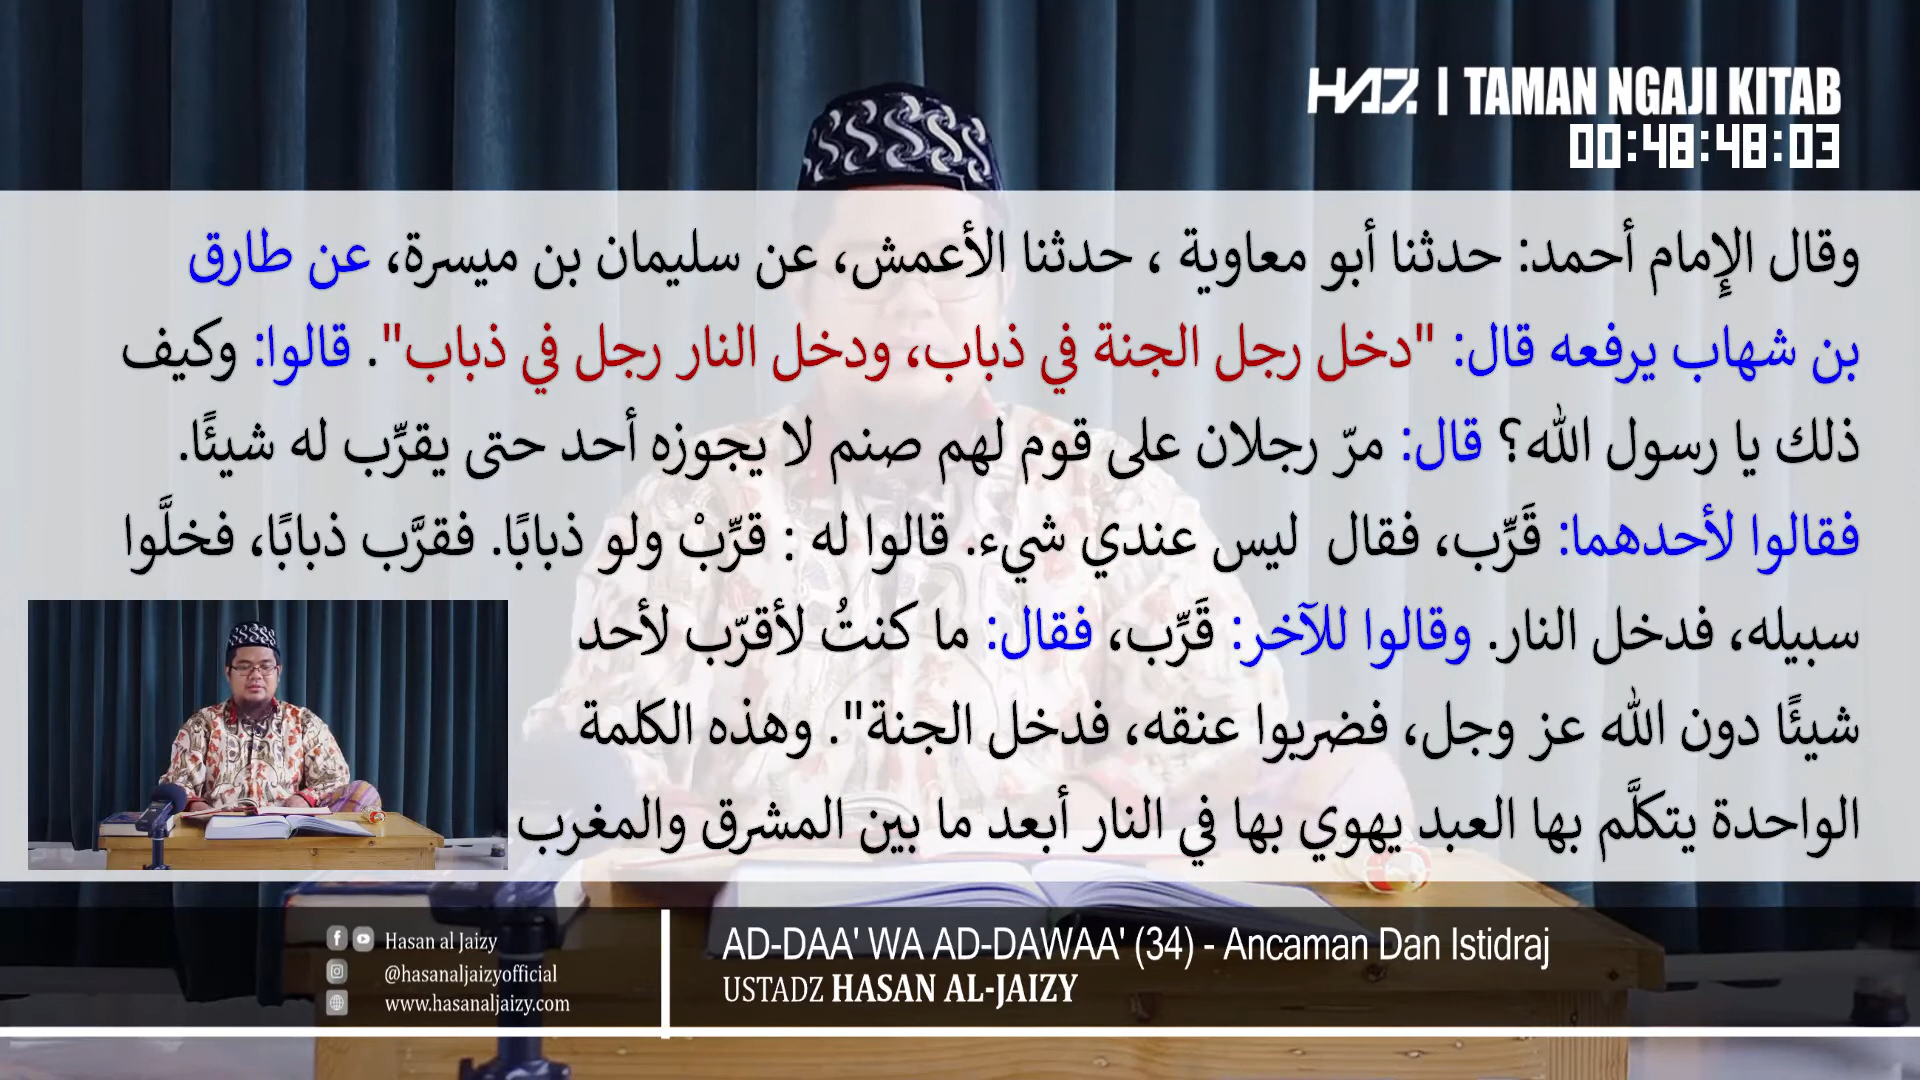 HAJZ | TAMAN NGAJI KITAB
00:48:48:03
وقال الإِمام أحمد: حدثنا أبو معاوية ، حدثنا الأعمش، عن سليمان بن ميسرة، عن طارق
بن شهاب يرفعه قال: "دخل رجل الجنة في ذباب، ودخل النار رجل في ذباب". قالوا: وكيف
ذلك يا رسول الله؟ قال: مرّ رجلان على قوم لهم صنم لا يجوزه أحد حتى يقرِّب له شيئًا.
فقالوا لأحدهما: قَرِّب، فقال ليس عندي شيء. قالوا له : قرِّبْ ولو ذبابًا. فقرَّب ذبابًا، فخلَّوا
سبيله، فدخل النار. وقالوا للآخر: قَرِّب، فقال: ما كنتُ لأقرّب لأحد
شيئًا دون الله عز وجل، فضربوا عنقه، فدخل الجنة". وهذه الكلمة
الواحدة يتكلَّم بها العبد يهوي بها في النار أبعد ما بين المشرق والمغرب
Hasan al Jaizy
@hasanaljaizyofficial
www.hasanaljaizy.com
AD-DAA' WA AD-DAWAA' (34) - Ancaman Dan Istidraj
USTADZ HASAN AL-JAIZY